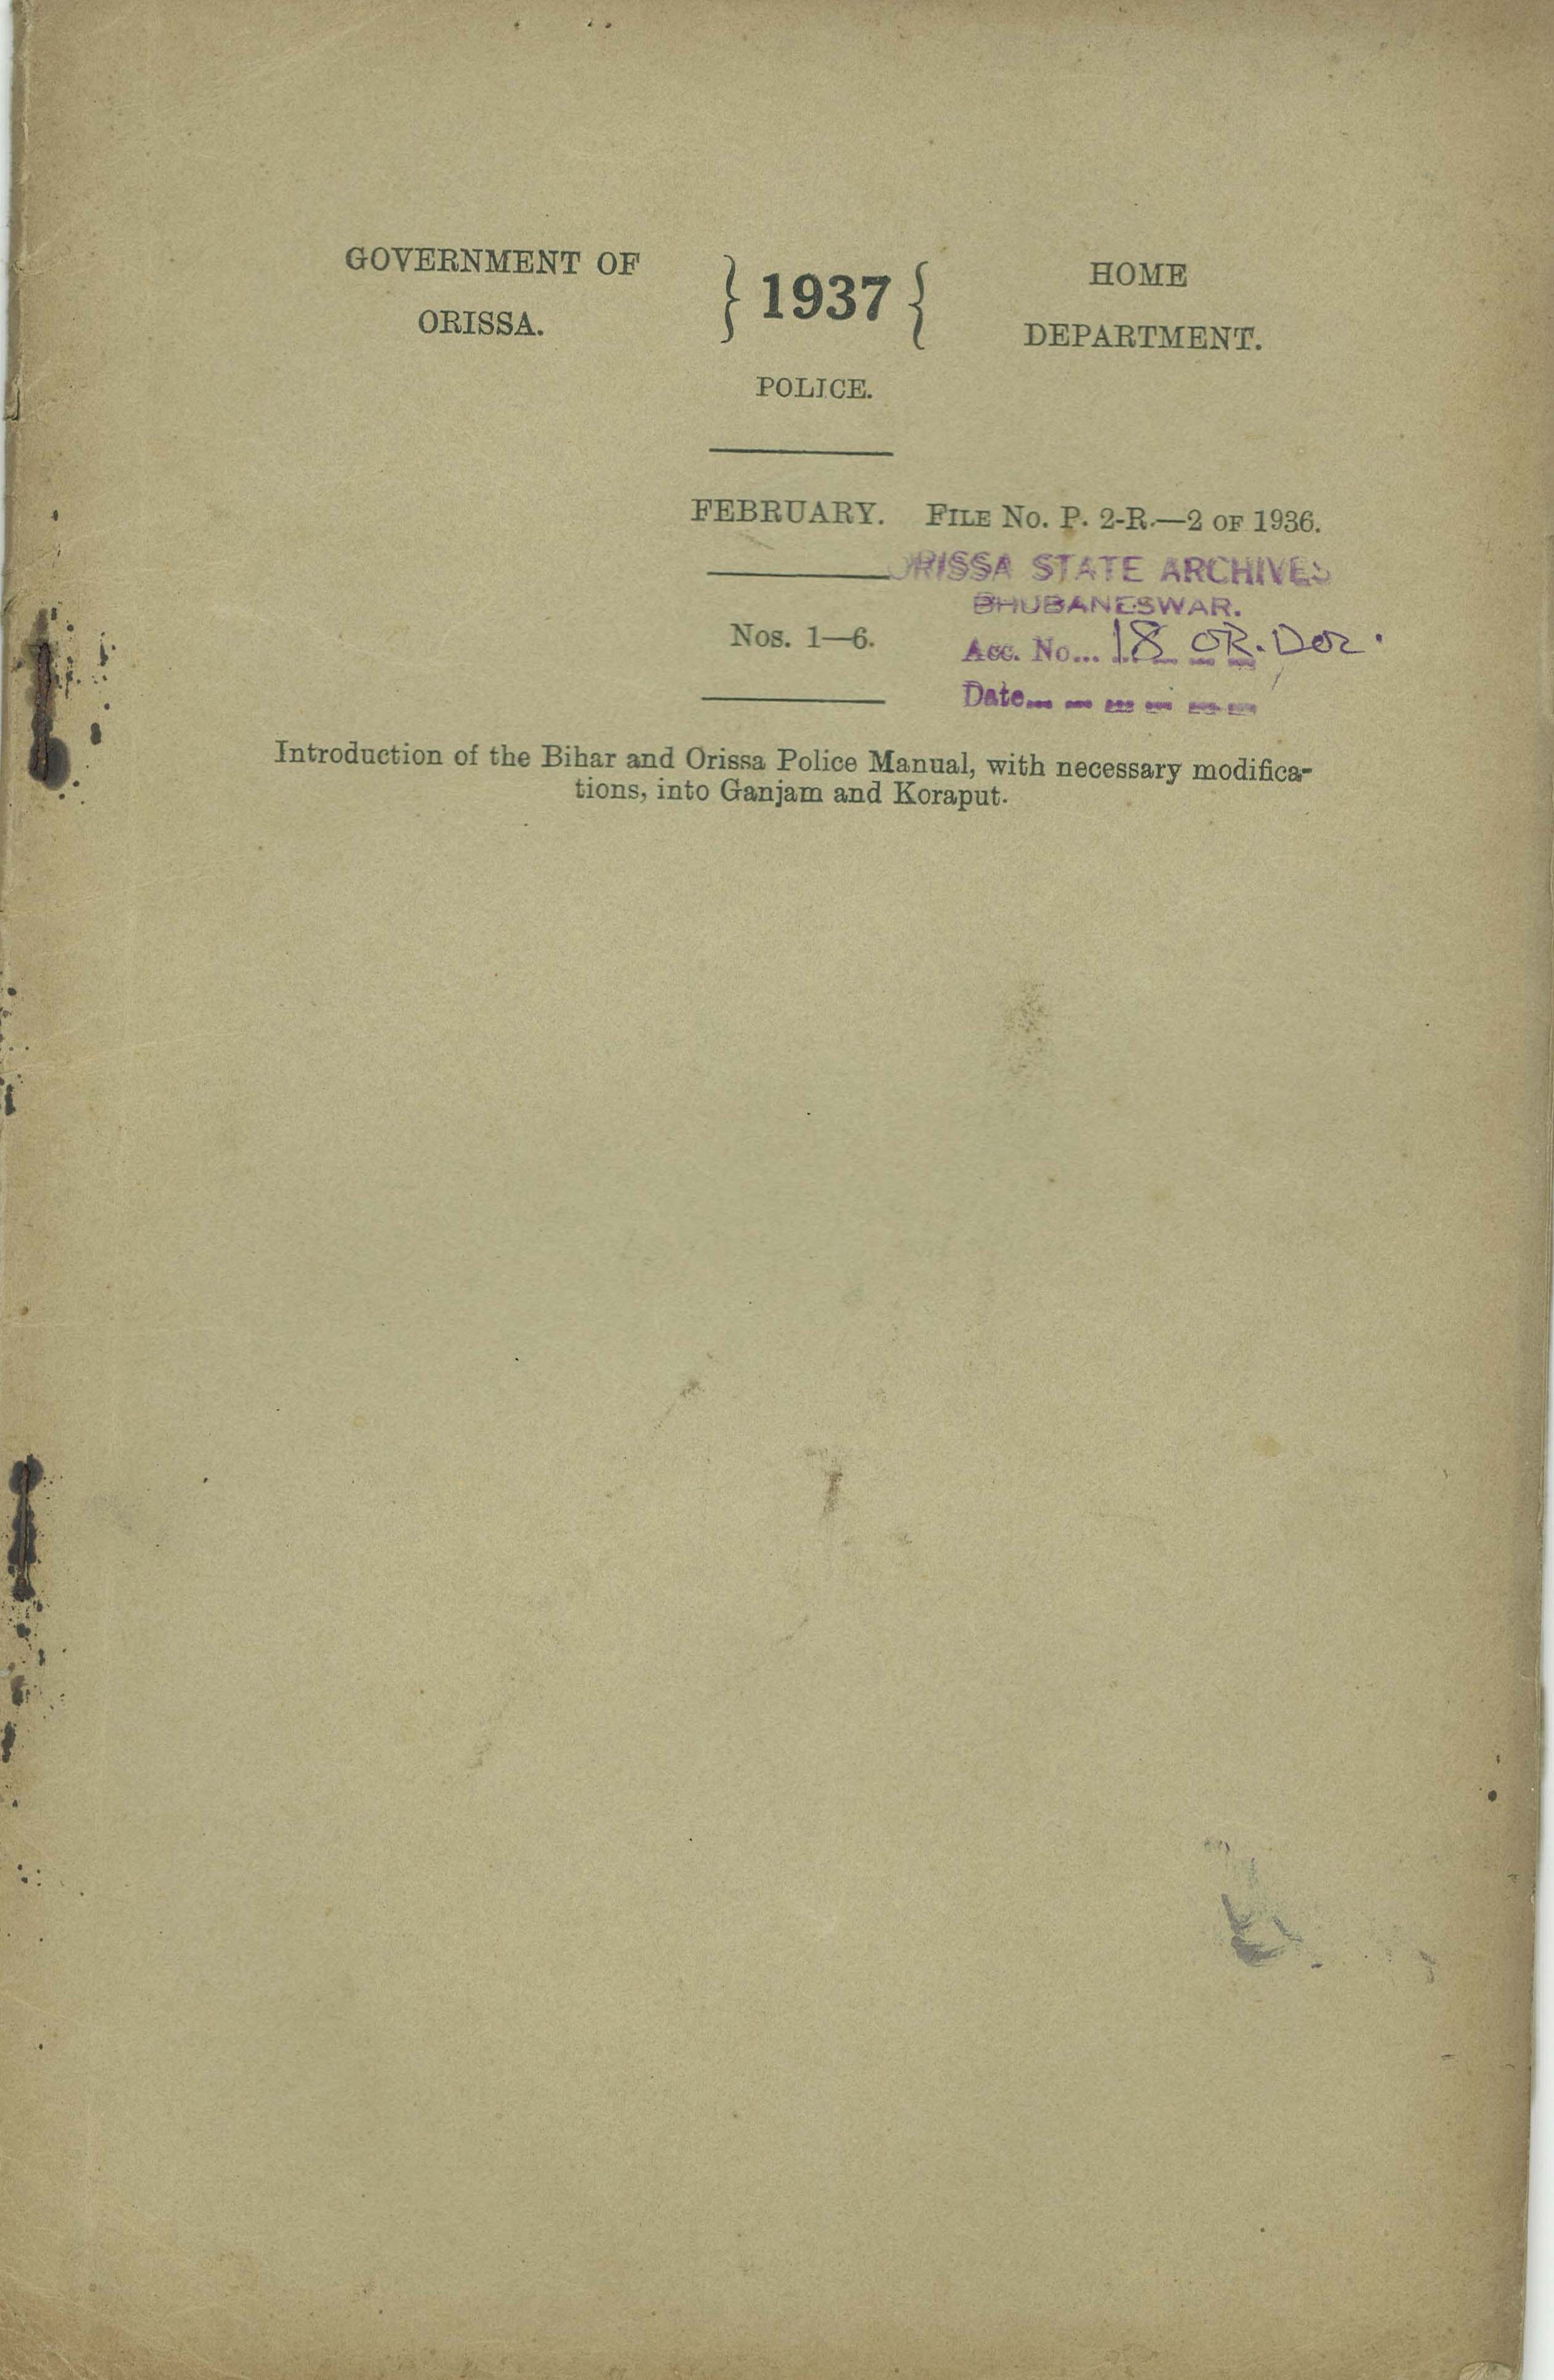 GOVERNMENT OF
ORISSA.
} 1937 {
HOME
DEPARTMENT.
POLICE.
FEBRUARY. FILE No. P. 2-R.—2 OF 1936.
ORISSA STATE ARCHIVES
BHUBANESWAR.
Nos. 1—6.
Acc. No... 18 OR. Doz.
Date
Introduction of the Bihar and Orissa Police Manual, with necessary modifica-
tions, into Ganjam and Koraput.